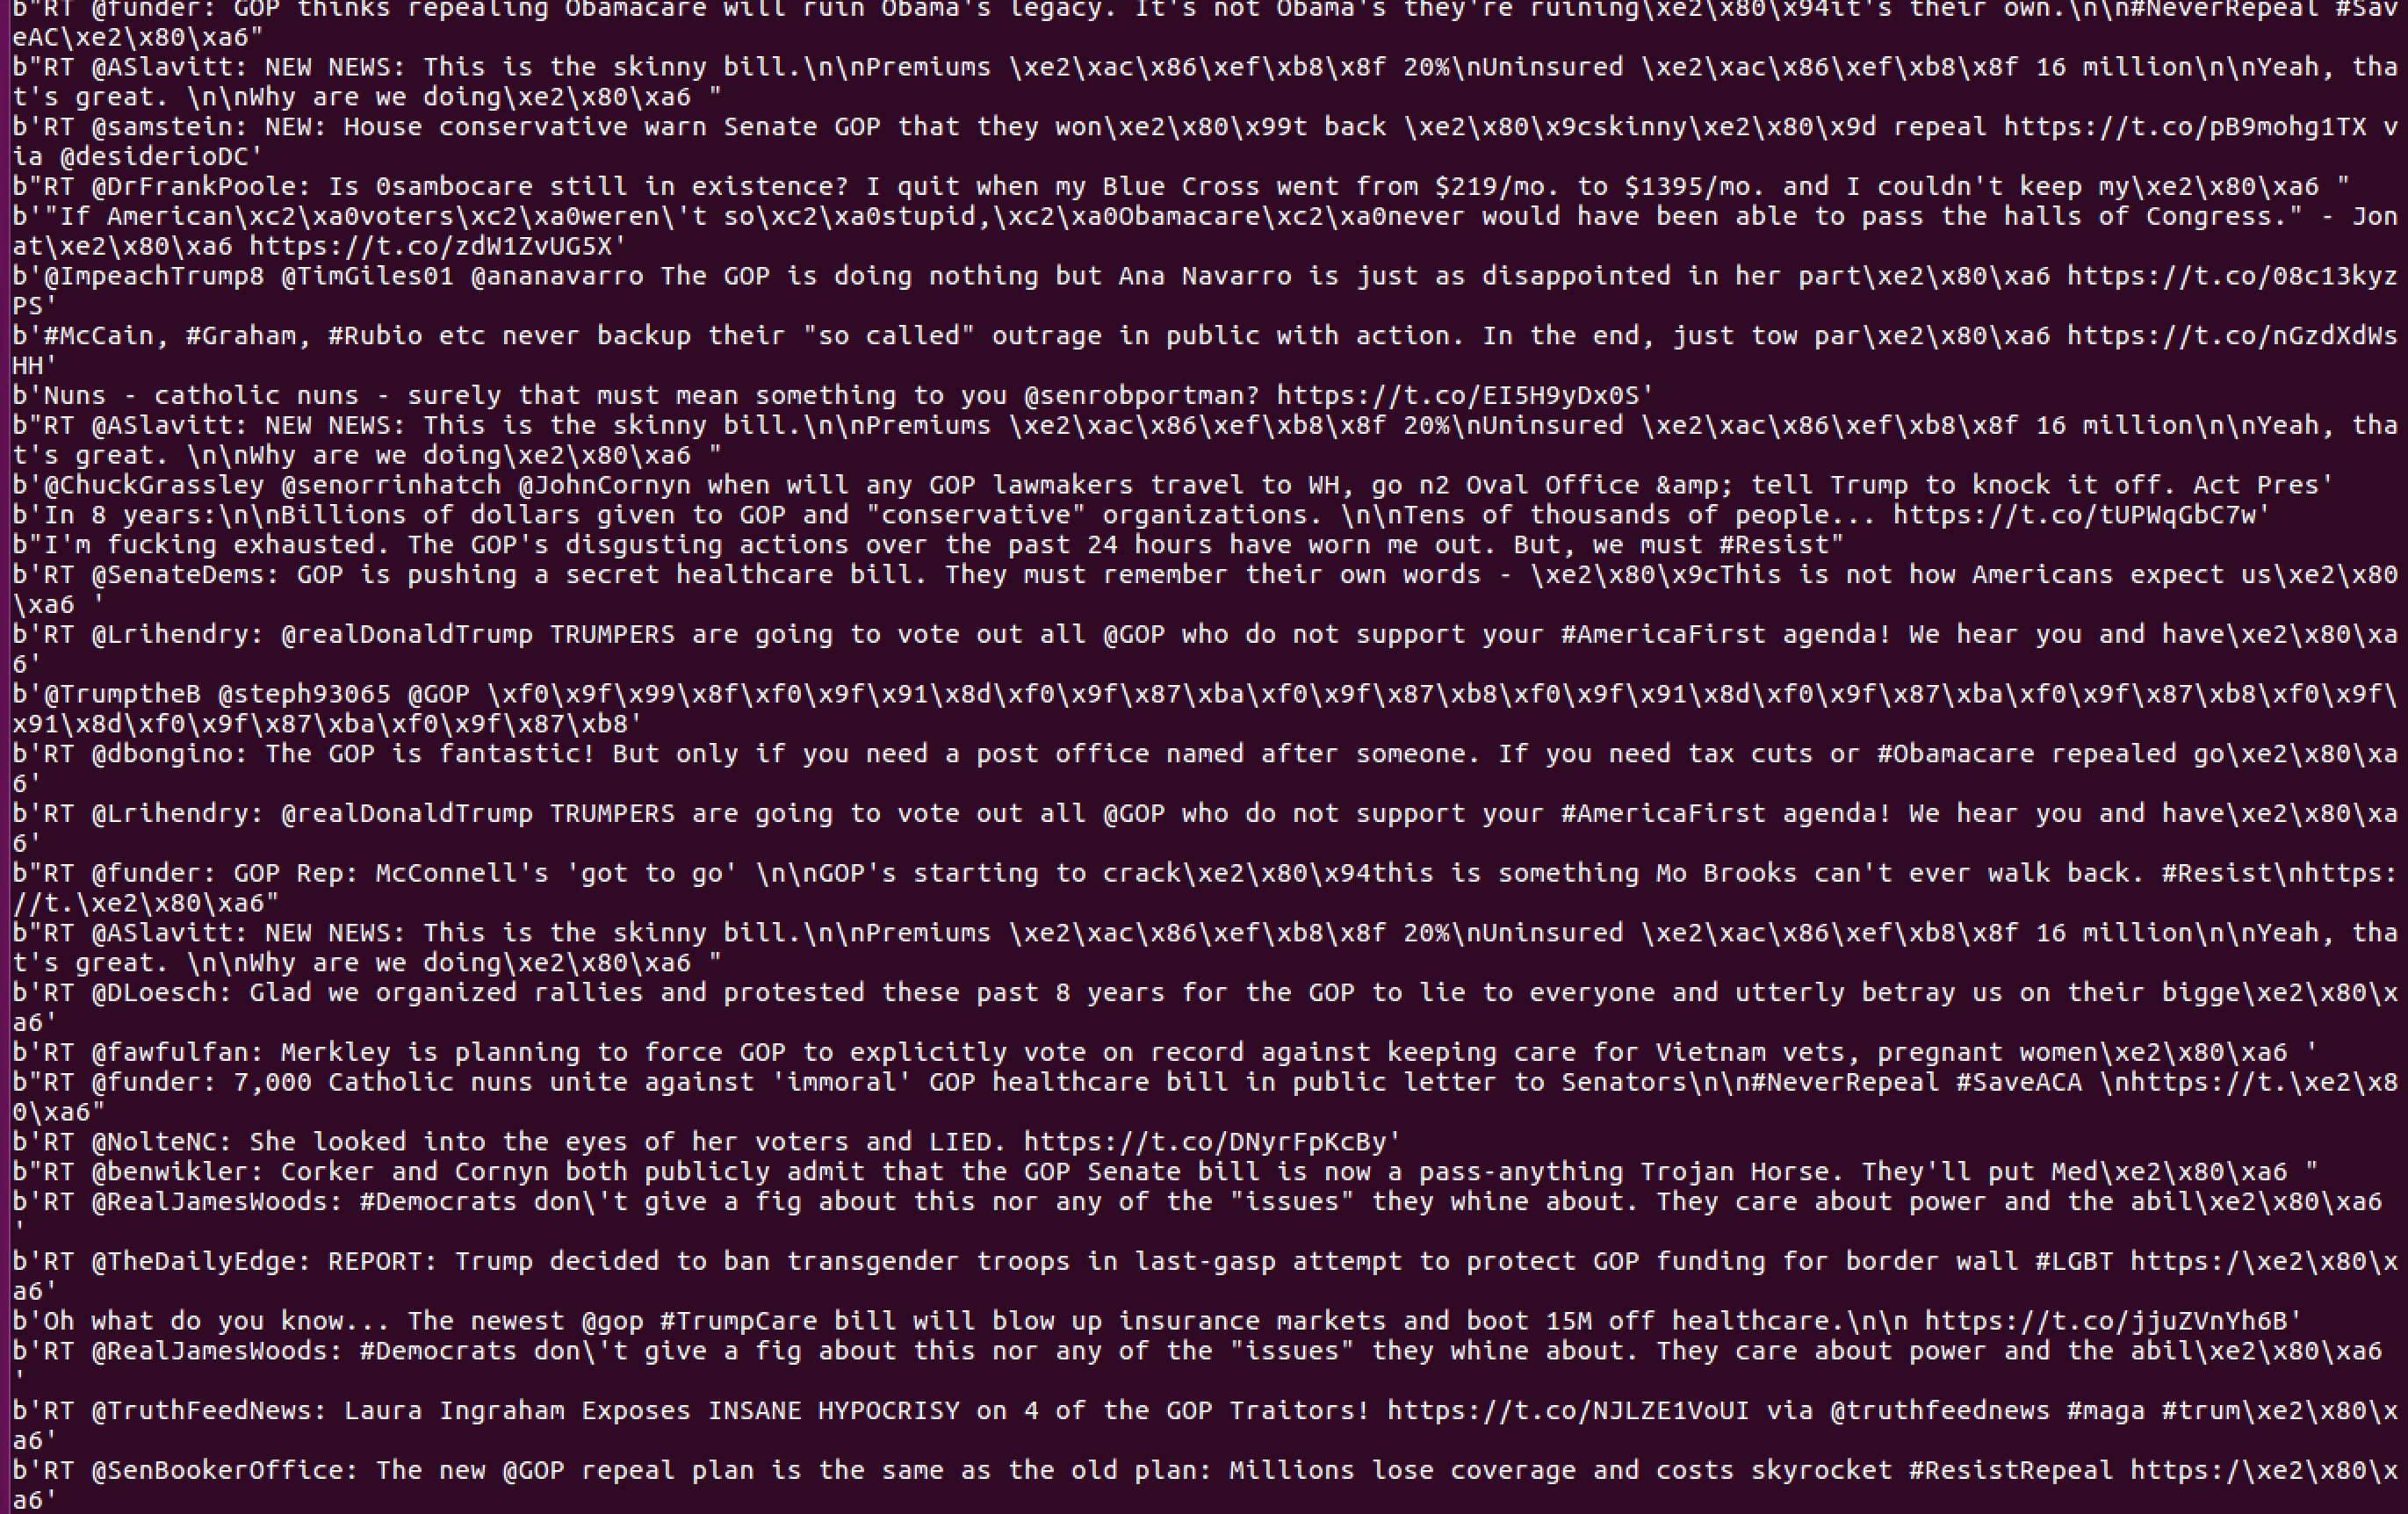 b"RT @funder: GOP thinks repealing Obamacare will ruin Obama's legacy. It's not Obama's they're ruining\xe2\x80\x94it's their own.\n\n#NeverRepeal #Sav
eAC\xe2\x80\xa6"
b"RT @ASlavitt: NEW NEWS: This is the skinny bill.\n\nPremiums \xe2\xac\x86\xef\xb8\x8f 20%\nUninsured \xe2\xac\x86\xef\xb8\x8f 16 million\n\nYeah, tha
t's great. \n\nWhy are we doing\xe2\x80\xa6 "
b'RT @samstein: NEW: House conservative warn Senate GOP that they won\xe2\x80\x99t back \xe2\x80\x9cskinny\xe2\x80\x9d repeal https://t.co/pB9mohg1TX v
ia @desiderioDC'
b"RT @DrFrankPoole: Is 0sambocare still in existence? I quit when my Blue Cross went from $219/mo. to $1395/mo. and I couldn't keep my\xe2\x80\xa6 "
b'"If American\xc2\xa0voters\xc2\xa0weren\'t so\xc2\xa0stupid,\xc2\xa0Obamacare\xc2\xa0never would have been able to pass the halls of Congress." - Jon
at\xe2\x80\xa6 https://t.co/zdW1ZvUG5X'
b'@ImpeachTrump8 @TimGiles01 @ananavarro The GOP is doing nothing but Ana Navarro is just as disappointed in her part\xe2\x80\xa6 https://t.co/08c13kyz
PS'
b'#McCain, #Graham, #Rubio etc never backup their "so called" outrage in public with action. In the end, just tow par\xe2\x80\xa6 https://t.co/nGzdXdWs
HH'
b'Nuns - catholic nuns - surely that must mean something to you @senrobportman? https://t.co/EI5H9yDx0S'
b"RT @ASlavitt: NEW NEWS: This is the skinny bill.\n\nPremiums \xe2\xac\x86\xef\xb8\x8f 20%\nUninsured \xe2\xac\x86\xef\xb8\x8f 16 million\n\nYeah, tha
t's great. \n\nWhy are we doing\xe2\x80\xa6 "
b'@ChuckGrassley @senorrinhatch @JohnCornyn when will any GOP lawmakers travel to WH, go n2 Oval Office &amp; tell Trump to knock it off. Act Pres'
b'In 8 years:\n\nBillions of dollars given to GOP and "conservative" organizations. \n\nTens of thousands of people... https://t.co/tUPWqGbC7w'
b"I'm fucking exhausted. The GOP's disgusting actions over the past 24 hours have worn me out. But, we must #Resist"
b'RT @SenateDems: GOP is pushing a secret healthcare bill. They must remember their own words - \xe2\x80\x9cThis is not how Americans expect us\xe2\x80
\xa6 '
b'RT @Lrihendry: @realDonaldTrump TRUMPERS are going to vote out all @GOP who do not support your #AmericaFirst agenda! We hear you and have\xe2\x80\xa
6'
b'@TrumptheB @steph93065 @GOP \xf0\x9f\x99\x8f\xf0\x9f\x91\x8d\xf0\x9f\x87\xba\xf0\x9f\x87\xb8\xf0\x9f\x91\x8d\xf0\x9f\x87\xba\xf0\x9f\x87\xb8\xf0\x9f\
x91\x8d\xf0\x9f\x87\xba\xf0\x9f\x87\xb8'
b'RT @dbongino: The GOP is fantastic! But only if you need a post office named after someone. If you need tax cuts or #Obamacare repealed go\xe2\x80\xa
6'
b'RT @Lrihendry: @realDonaldTrump TRUMPERS are going to vote out all @GOP who do not support your #AmericaFirst agenda! We hear you and have\xe2\x80\xa
6'
b"RT @funder: GOP Rep: McConnell's 'got to go' \n\nGOP's starting to crack\xe2\x80\x94this is something Mo Brooks can't ever walk back. #Resist\nhttps:
//t.\xe2\x80\xa6"
b"RT @ASlavitt: NEW NEWS: This is the skinny bill.\n\nPremiums \xe2\xac\x86\xef\xb8\x8f 20%\nUninsured \xe2\xac\x86\xef\xb8\x8f 16 million\n\nYeah, tha
t's great. \n\nWhy are we doing\xe2\x80\xa6 "
b'RT @DLoesch: Glad we organized rallies and protested these past 8 years for the GOP to lie to everyone and utterly betray us on their bigge\xe2\x80\x
a6'
b'RT @fawfulfan: Merkley is planning to force GOP to explicitly vote on record against keeping care for Vietnam vets, pregnant women\xe2\x80\xa6 '
b"RT @funder: 7,000 Catholic nuns unite against 'immoral' GOP healthcare bill in public letter to Senators\n\n#NeverRepeal #SaveACA \nhttps://t.\xe2\x8
0\xa6"
b'RT @NolteNC: She looked into the eyes of her voters and LIED. https://t.co/DNyrFpKcBy'
b"RT @benwikler: Corker and Cornyn both publicly admit that the GOP Senate bill is now a pass-anything Trojan Horse. They'll put Med\xe2\x80\xa6 "
b'RT @RealJamesWoods: #Democrats don\'t give a fig about this nor any of the "issues" they whine about. They care about power and the abil\xe2\x80\xa6
'
b'RT @TheDailyEdge: REPORT: Trump decided to ban transgender troops in last-gasp attempt to protect GOP funding for border wall #LGBT https:/\xe2\x80\x
a6'
b'Oh what do you know... The newest @gop #TrumpCare bill will blow up insurance markets and boot 15M off healthcare.\n\n https://t.co/jjuZVnYh6B'
b'RT @RealJamesWoods: #Democrats don\'t give a fig about this nor any of the "issues" they whine about. They care about power and the abil\xe2\x80\xa6
'
b'RT @TruthFeedNews: Laura Ingraham Exposes INSANE HYPOCRISY on 4 of the GOP Traitors! https://t.co/NJLZE1VoUI via @truthfeednews #maga #trum\xe2\x80\x
a6'
b'RT @SenBookerOffice: The new @GOP repeal plan is the same as the old plan: Millions lose coverage and costs skyrocket #ResistRepeal https:/\xe2\x80\x
a6'